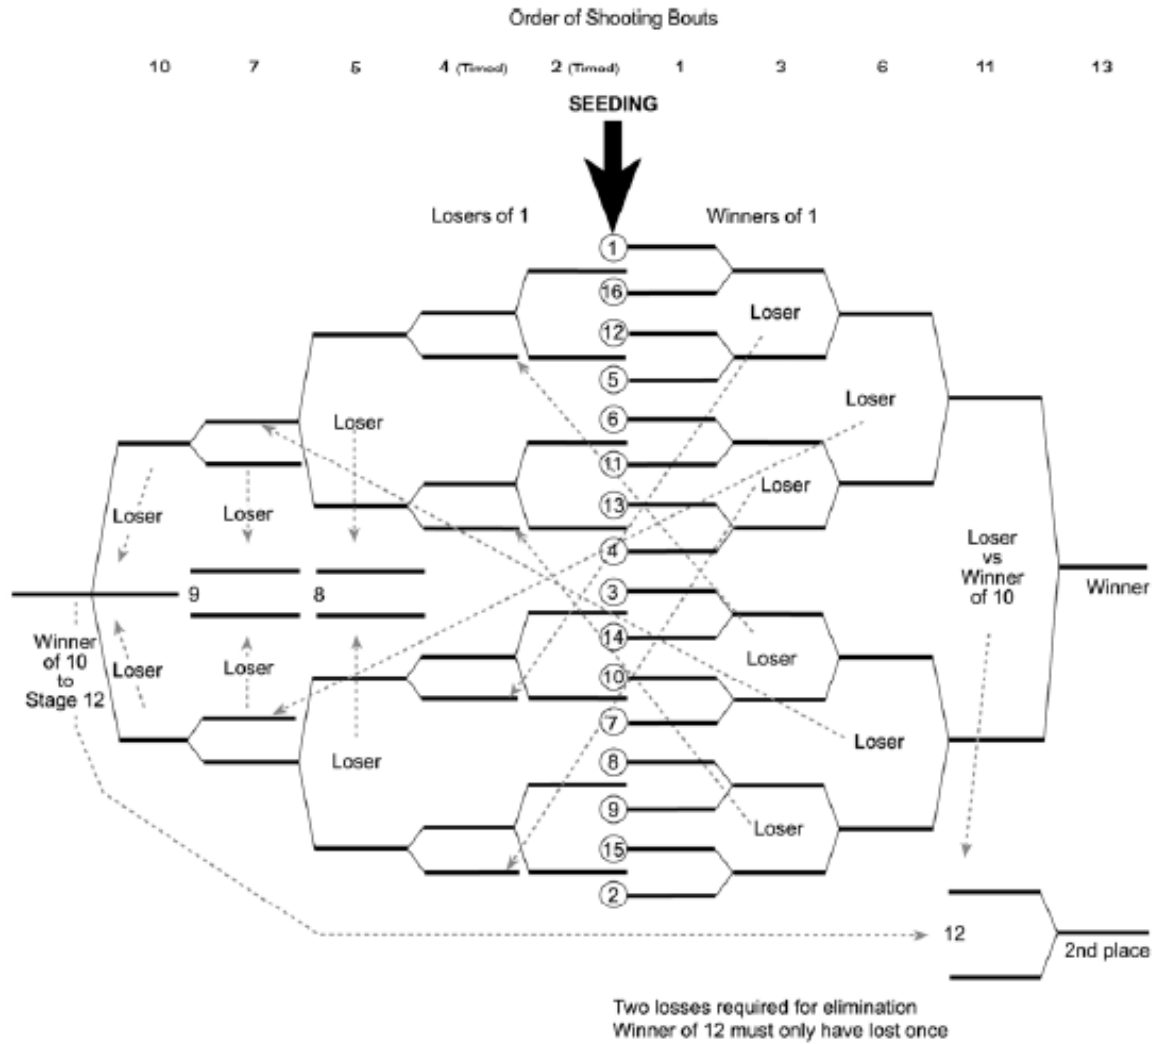 Order of Shooting Bouts
10 7 5 4 (Timed) 2 (Timed) 1 3 6 11 13
SEEDING
Losers of 1
Winners of 1
1
16
Loser
12
5
Loser
6
Loser
11
Loser
13
Loser
Loser
4
Loser
vs
Winner
of 10
9
8
3
Winner
Winner
of 10
to
Stage 12
14
Loser
Loser
Loser
10
7
Loser
Loser
8
9
Loser
15
2
12
2nd place
Two losses required for elimination
Winner of 12 must only have lost once